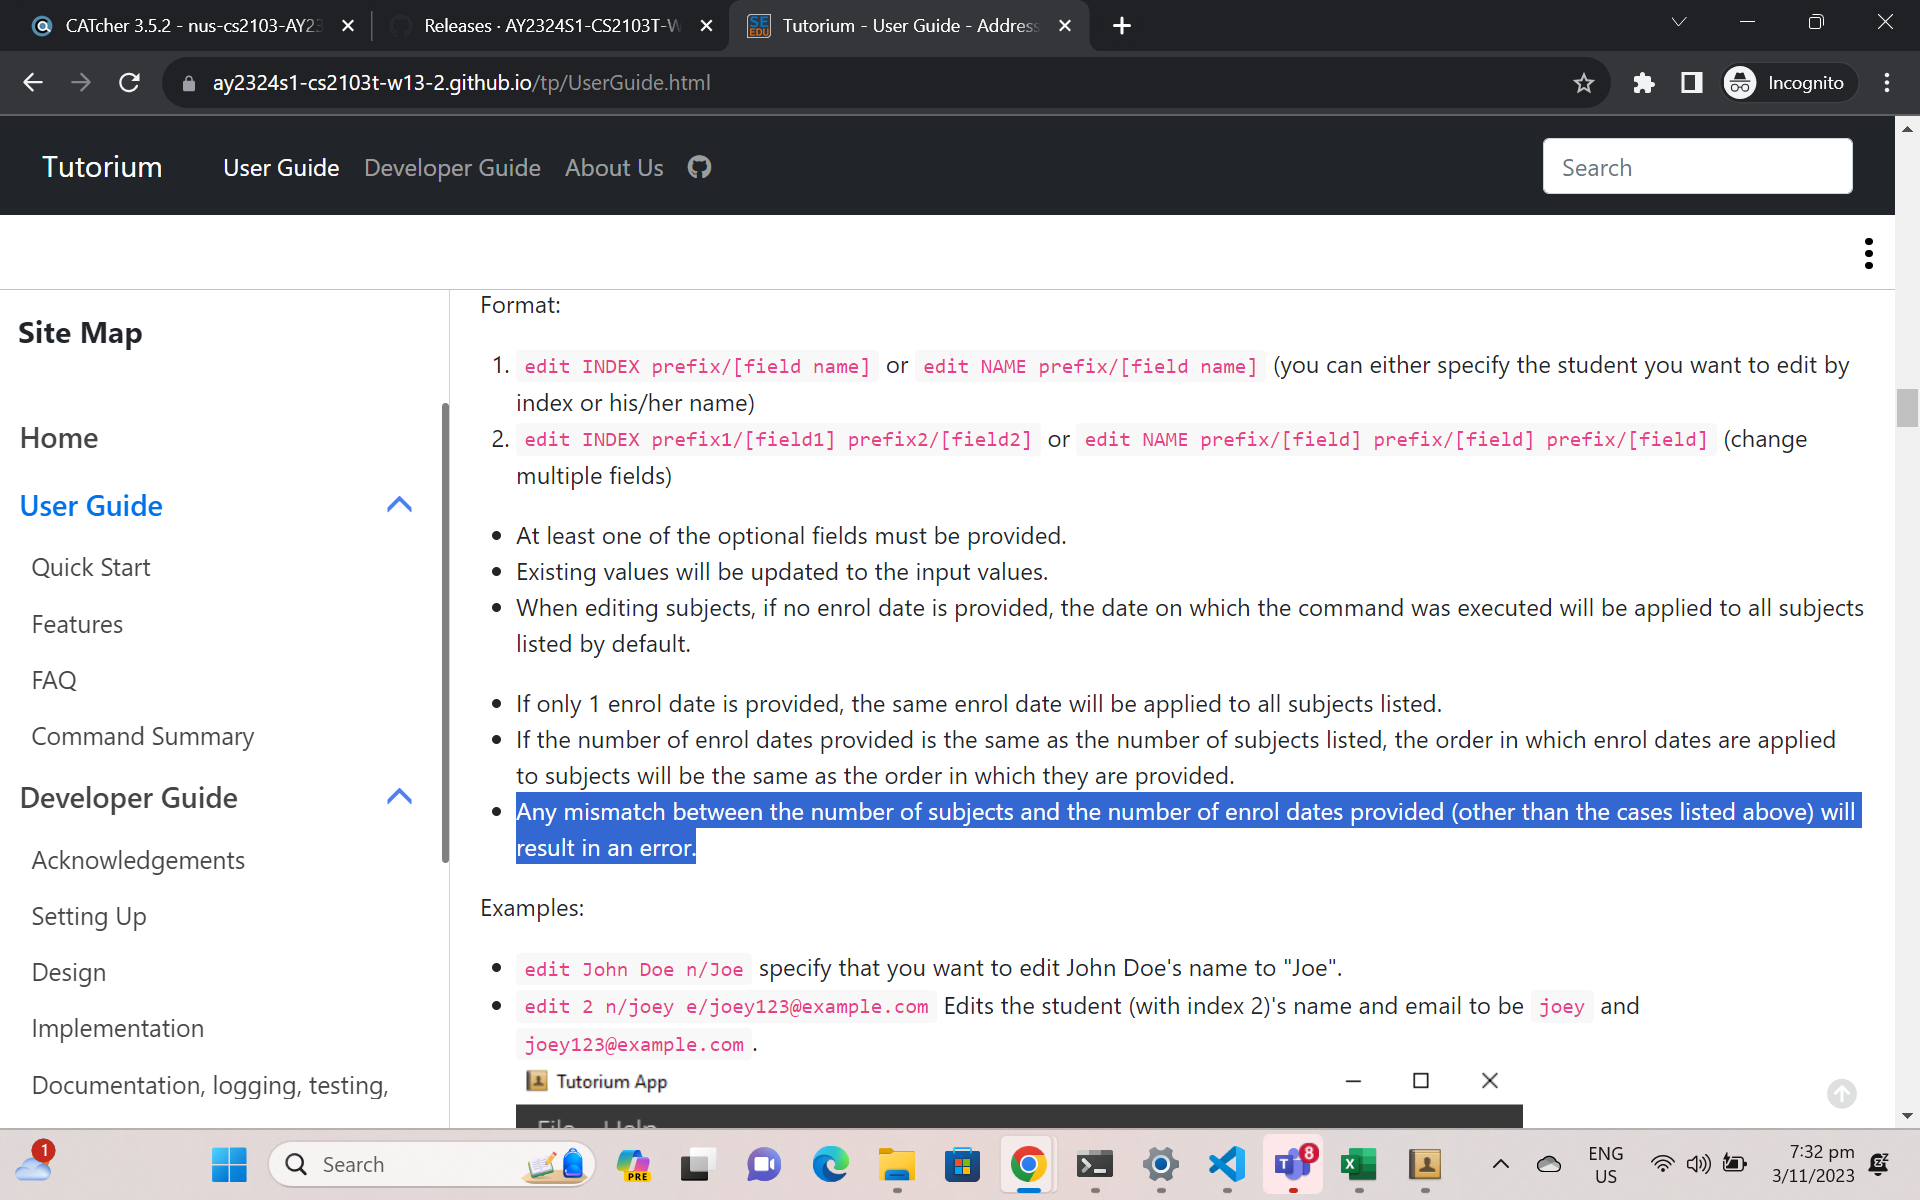 CATcher 3.5.2 - nus-cs2103-AY23
Releases · AY2324S1-CS2103T-W
Tutorium - User Guide - Address
ay2324s1-cs2103t-w13-2.github.io/tp/UserGuide.html
Incognito
Tutorium
User Guide
Developer Guide
About Us
Search
Site Map
Home
User Guide
Quick Start
Features
FAQ
Command Summary
Developer Guide
Acknowledgements
Setting Up
Design
Implementation
Documentation, logging, testing,
Format:
1. edit INDEX prefix/[field name] or edit NAME prefix/[field name] (you can either specify the student you want to edit by
index or his/her name)
2. edit INDEX prefix1/[field1] prefix2/[field2] or edit NAME prefix/[field] prefix/[field] prefix/[field] (change
multiple fields)
At least one of the optional fields must be provided.
Existing values will be updated to the input values.
When editing subjects, if no enrol date is provided, the date on which the command was executed will be applied to all subjects
listed by default.
If only 1 enrol date is provided, the same enrol date will be applied to all subjects listed.
If the number of enrol dates provided is the same as the number of subjects listed, the order in which enrol dates are applied
to subjects will be the same as the order in which they are provided.
Any mismatch between the number of subjects and the number of enrol dates provided (other than the cases listed above) will
result in an error.
Examples:
edit John Doe n/Joe specify that you want to edit John Doe's name to "Joe".
edit 2 n/joey e/joey123@example.com Edits the student (with index 2)'s name and email to be joey and
joey123@example.com.
Tutorium App
File Help
1
Search
PRE
8
ENG
US
7:32 pm
3/11/2023